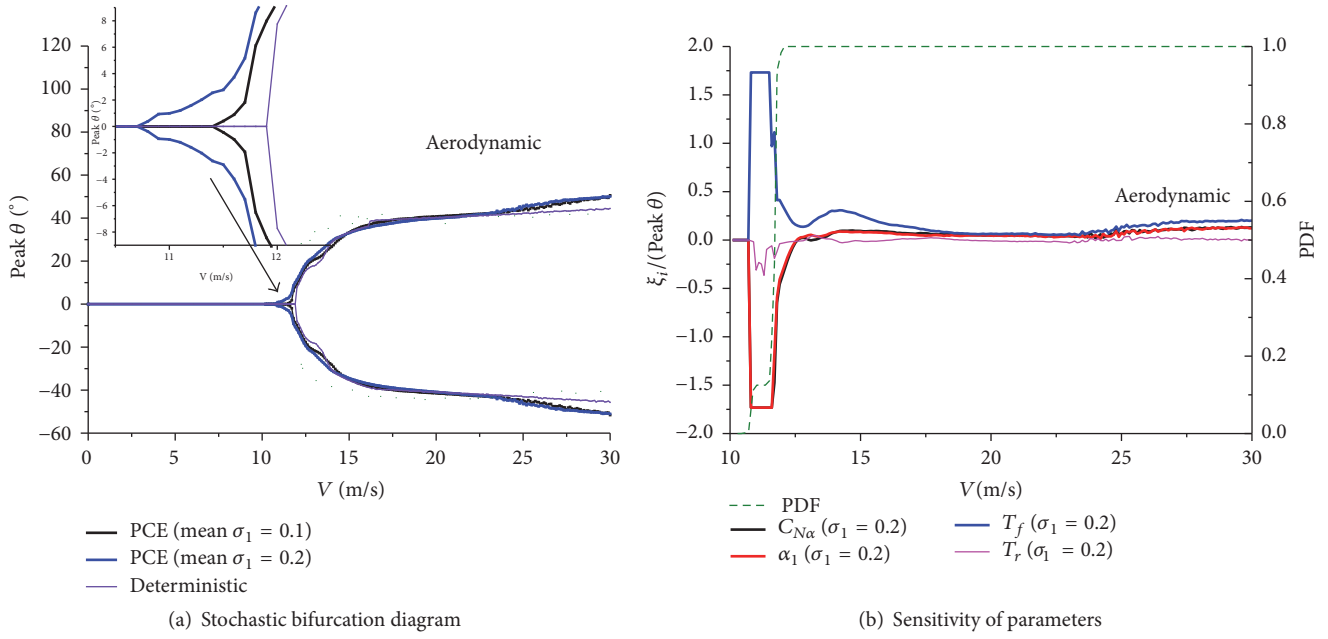 120
100
80
60
40
20
0
−20
−40
−60
Peak θ (°)
8
6
4
2
0
−2
−4
−6
−8
Peak θ (°)
11
12
V (m/s)
Aerodynamic
0
5
10
15
20
25
30
V (m/s)
PCE (mean σ1 = 0.1)
PCE (mean σ1 = 0.2)
Deterministic
(a) Stochastic bifurcation diagram
2.0
1.5
1.0
0.5
0.0
−0.5
−1.0
−1.5
−2.0
ξi/(Peak θ)
Aerodynamic
1.0
0.8
0.6
0.4
0.2
0.0
PDF
10
15
20
25
30
V(m/s)
PDF
CNα (σ1 = 0.2)
α1 (σ1 = 0.2)
Tf (σ1 = 0.2)
Tr (σ1 = 0.2)
(b) Sensitivity of parameters